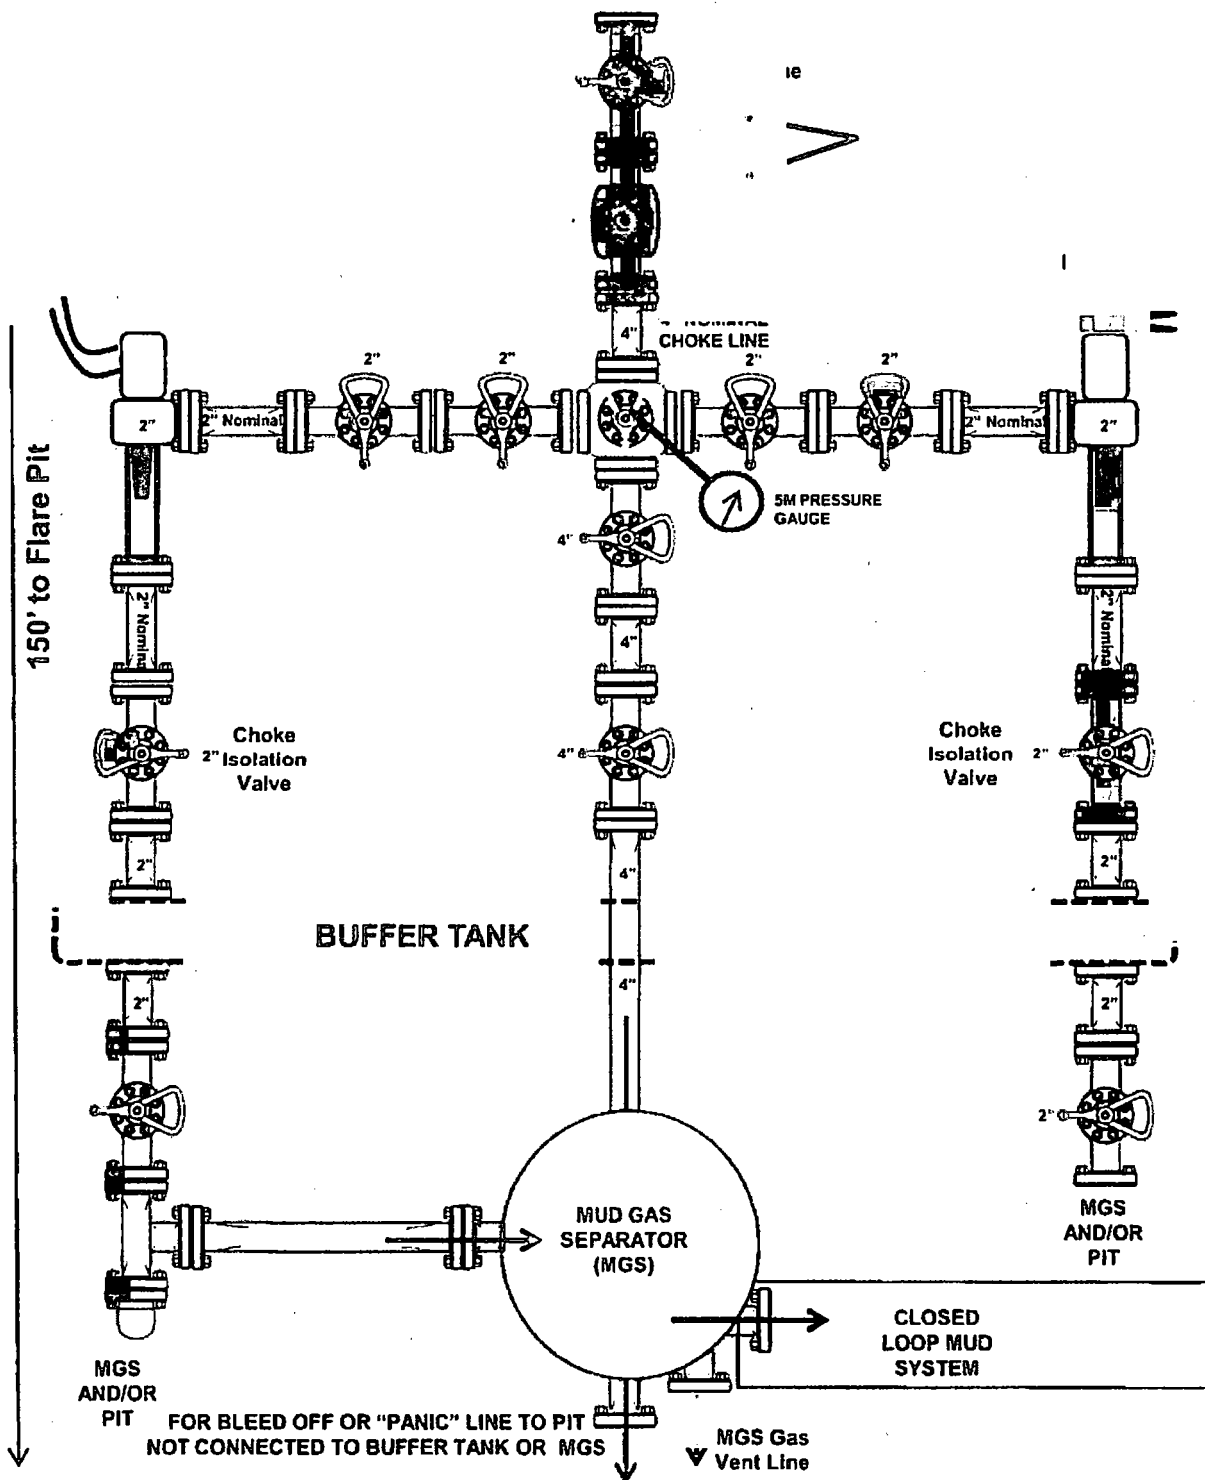 4"
NOMINAL
CHOKE LINE
2"
2"
2"
2"
2"
2" Nominal
2" Nominal
2"
5M PRESSURE
GAUGE
150' to Flare Pit
4"
2" Nominal
4"
2" Nominal
Choke
2" Isolation
Valve
4"
Choke
Isolation 2"
Valve
2"
4"
2"
BUFFER TANK
2"
4"
2"
2"
MUD GAS
SEPARATOR
(MGS)
MGS
AND/OR
PIT
CLOSED
LOOP MUD
SYSTEM
MGS
AND/OR
PIT
FOR BLEED OFF OR "PANIC" LINE TO PIT
NOT CONNECTED TO BUFFER TANK OR MGS
MGS Gas
Vent Line